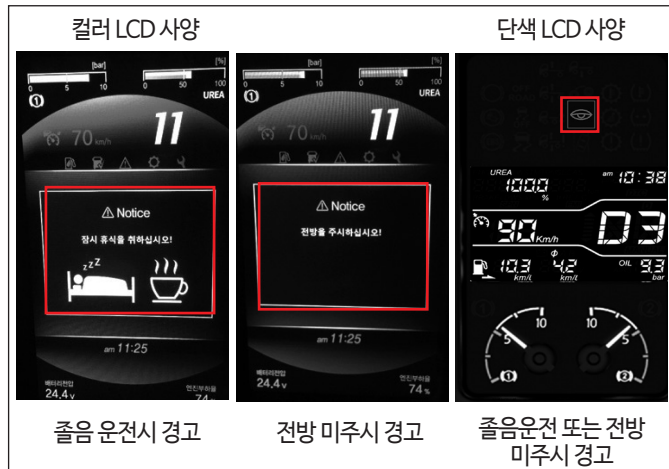 컬러 LCD 사양
단색 LCD 사양
[bar]
0 5 10
[%]
0 50 100
UREA
(1)
70 km/h
11
⚠ Notice
잠시 휴식을 취하십시오!
zzZ
am 11:25
배터리전압
24.4 v
먼진부하율
74 %
[bar]
0 5 10
[%]
0 50 100
UREA
(1)
70 km/h
11
⚠ Notice
전방을 주시하십시오!
am 11:25
배터리전압
24.4 v
먼진부하율
74 %
UREA
100.0 %
am 10:38
90 Km/h
D3
10.3 km/ℓ
Φ 4.2 km/ℓ
OIL 9.3 bar
5 10
(1)
10 5
(2)
졸음 운전시 경고
전방 미주시 경고
졸음운전 또는 전방
미주시 경고